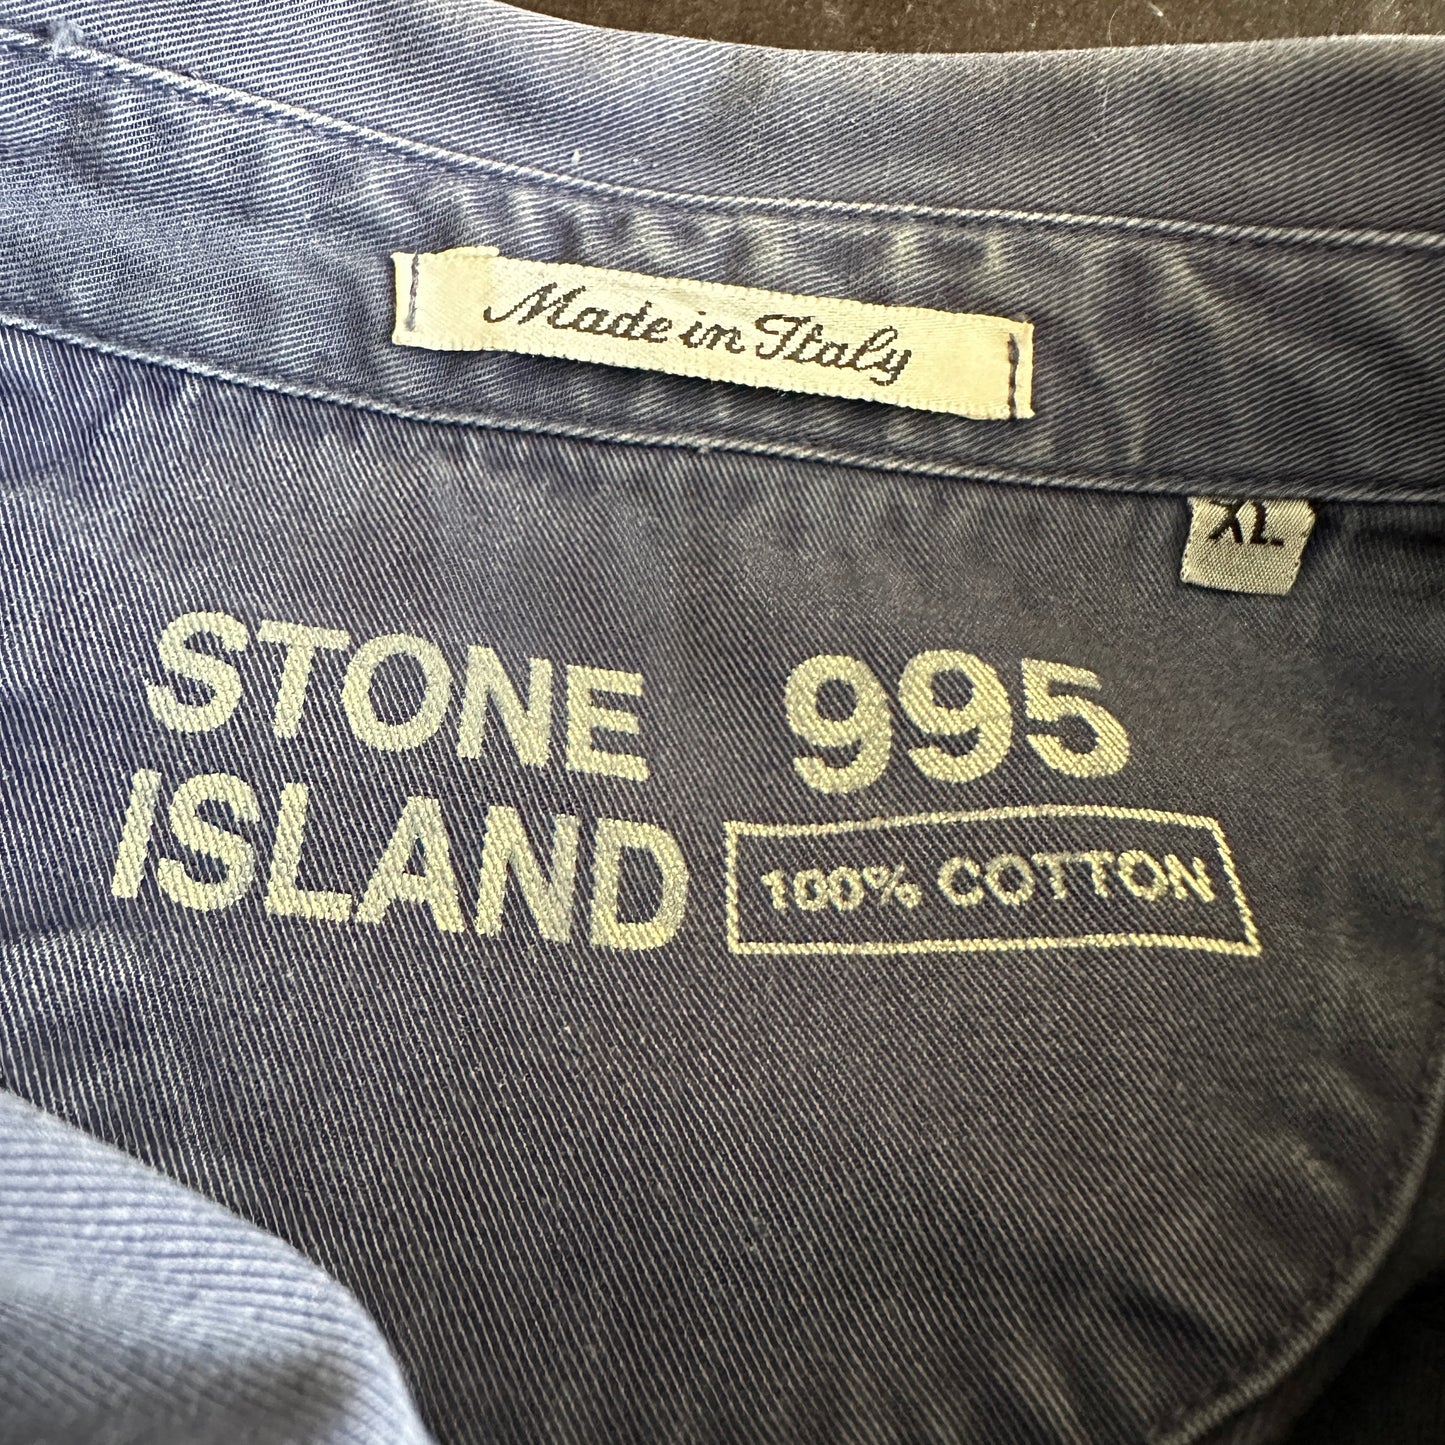 Made in Italy
XL
STONE
ISLAND
995
100% COTTON